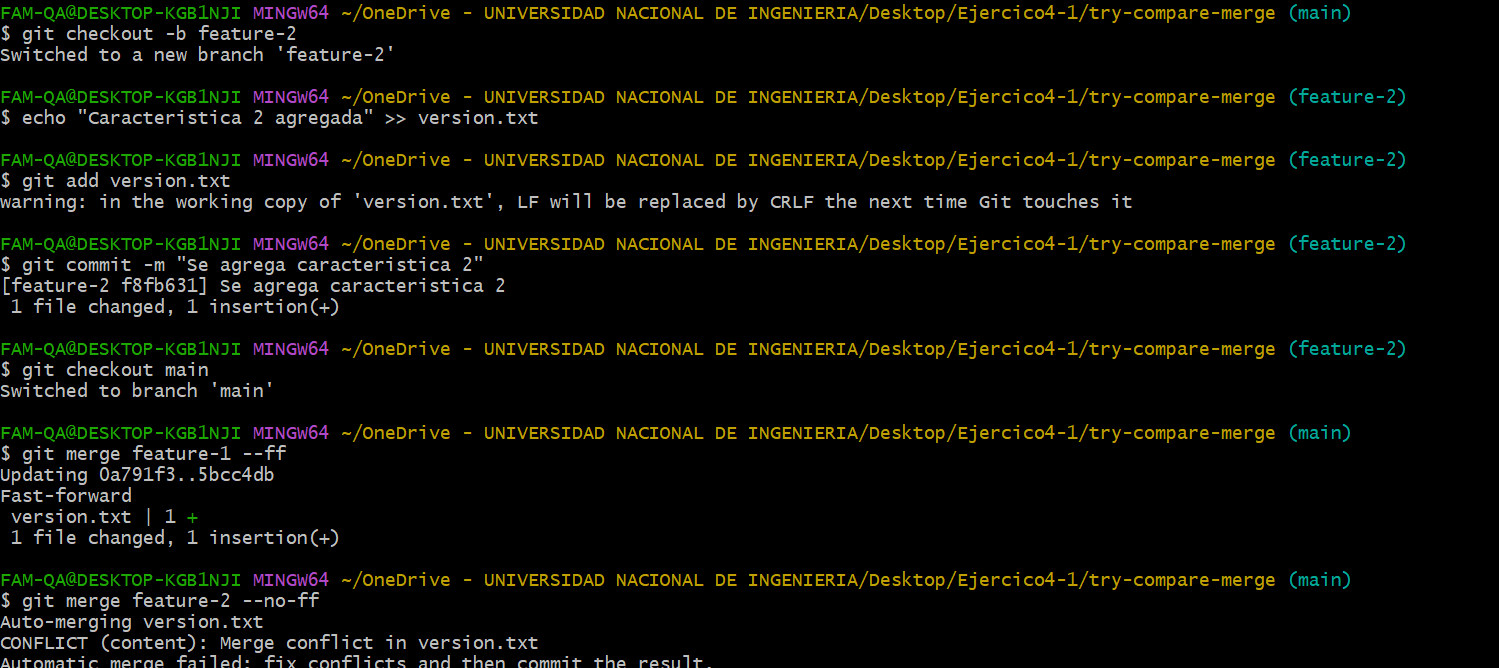 FAM-QA@DESKTOP-KGB1NJI MINGW64 ~/OneDrive - UNIVERSIDAD NACIONAL DE INGENIERIA/Desktop/Ejercico4-1/try-compare-merge (main)
$ git checkout -b feature-2
Switched to a new branch 'feature-2'
FAM-QA@DESKTOP-KGB1NJI MINGW64 ~/OneDrive - UNIVERSIDAD NACIONAL DE INGENIERIA/Desktop/Ejercico4-1/try-compare-merge (feature-2)
$ echo "Caracteristica 2 agregada" >> version.txt
FAM-QA@DESKTOP-KGB1NJI MINGW64 ~/OneDrive - UNIVERSIDAD NACIONAL DE INGENIERIA/Desktop/Ejercico4-1/try-compare-merge (feature-2)
$ git add version.txt
warning: in the working copy of 'version.txt', LF will be replaced by CRLF the next time Git touches it
FAM-QA@DESKTOP-KGB1NJI MINGW64 ~/OneDrive - UNIVERSIDAD NACIONAL DE INGENIERIA/Desktop/Ejercico4-1/try-compare-merge (feature-2)
$ git commit -m "Se agrega caracteristica 2"
[feature-2 f8fb631] Se agrega caracteristica 2
 1 file changed, 1 insertion(+)
FAM-QA@DESKTOP-KGB1NJI MINGW64 ~/OneDrive - UNIVERSIDAD NACIONAL DE INGENIERIA/Desktop/Ejercico4-1/try-compare-merge (feature-2)
$ git checkout main
Switched to branch 'main'
FAM-QA@DESKTOP-KGB1NJI MINGW64 ~/OneDrive - UNIVERSIDAD NACIONAL DE INGENIERIA/Desktop/Ejercico4-1/try-compare-merge (main)
$ git merge feature-1 --ff
Updating 0a791f3..5bcc4db
Fast-forward
 version.txt | 1 +
 1 file changed, 1 insertion(+)
FAM-QA@DESKTOP-KGB1NJI MINGW64 ~/OneDrive - UNIVERSIDAD NACIONAL DE INGENIERIA/Desktop/Ejercico4-1/try-compare-merge (main)
$ git merge feature-2 --no-ff
Auto-merging version.txt
CONFLICT (content): Merge conflict in version.txt
Automatic merge failed; fix conflicts and then commit the result.